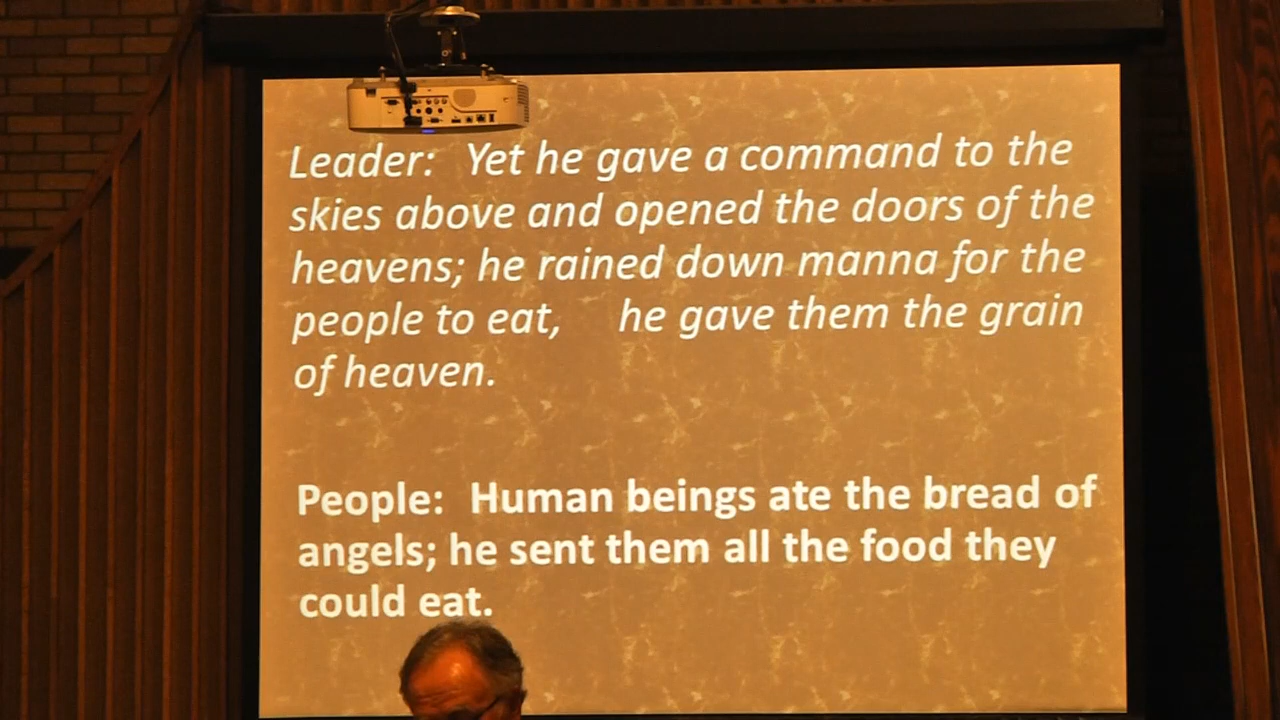 Leader: Yet he gave a command to the
skies above and opened the doors of the
heavens; he rained down manna for the
people to eat, he gave them the grain
of heaven.
People: Human beings ate the bread of
angels; he sent them all the food they
could eat.